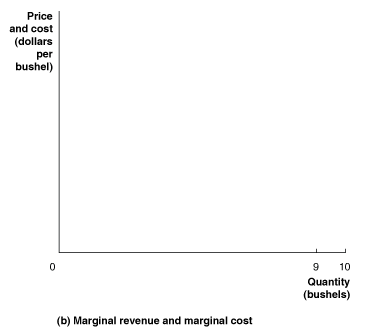 Price
and cost
(dollars
per
bushel)
0
9
10
Quantity
(bushels)
(b) Marginal revenue and marginal cost